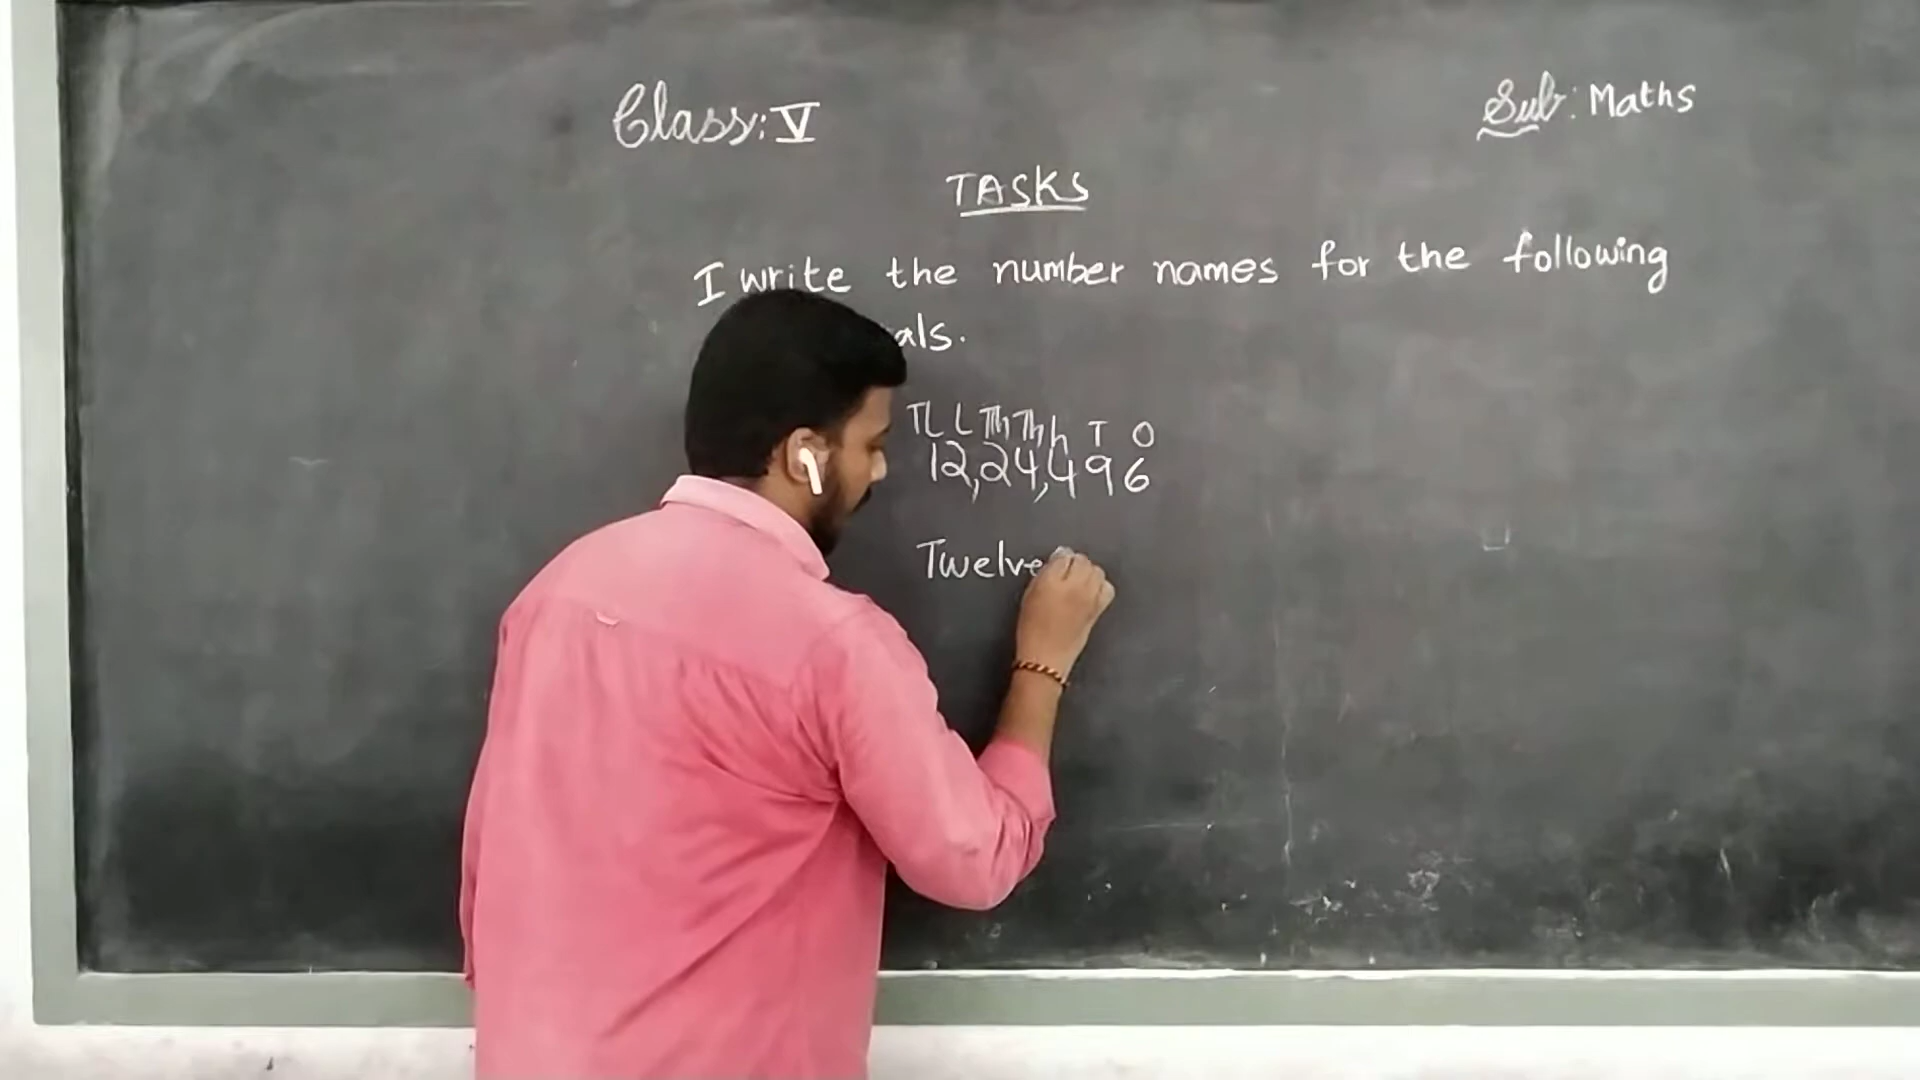 Class: V
Sub: Maths
TASKS
I write the number names for the following
als.
TL L TTh Th h T O
12,24,496
Twelve